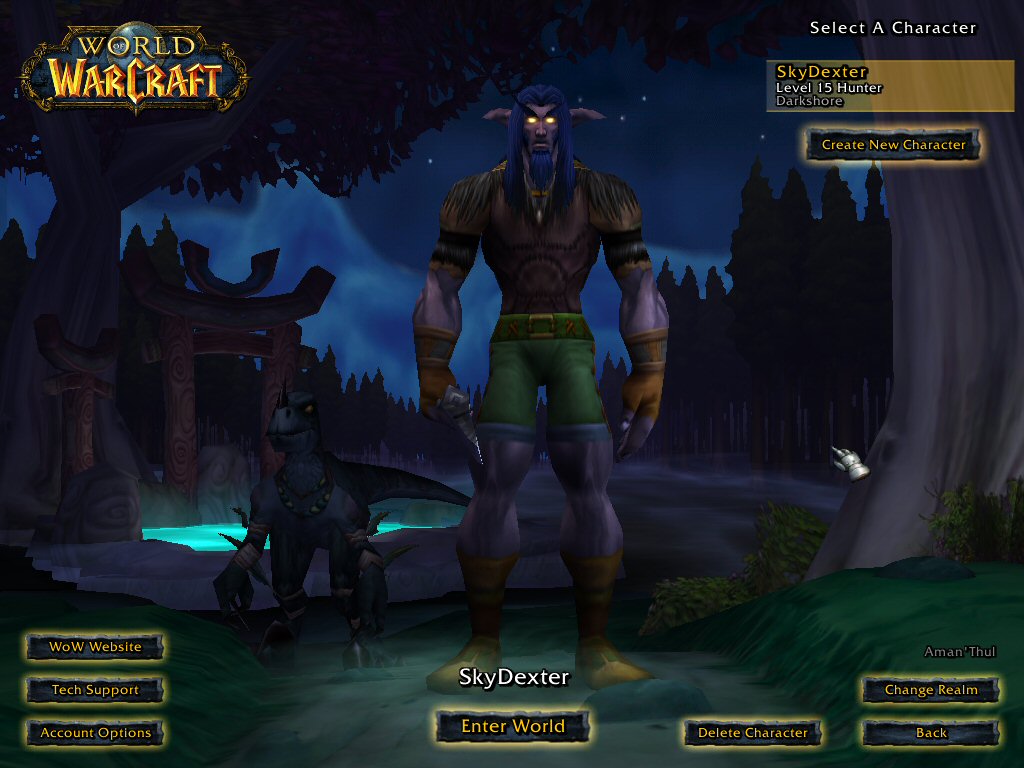 WORLD
OF
WARCRAFT
Select A Character
SkyDexter
Level 15 Hunter
Darkshore
Create New Character
WoW Website
Tech Support
Account Options
SkyDexter
Enter World
Delete Character
Aman'Thul
Change Realm
Back